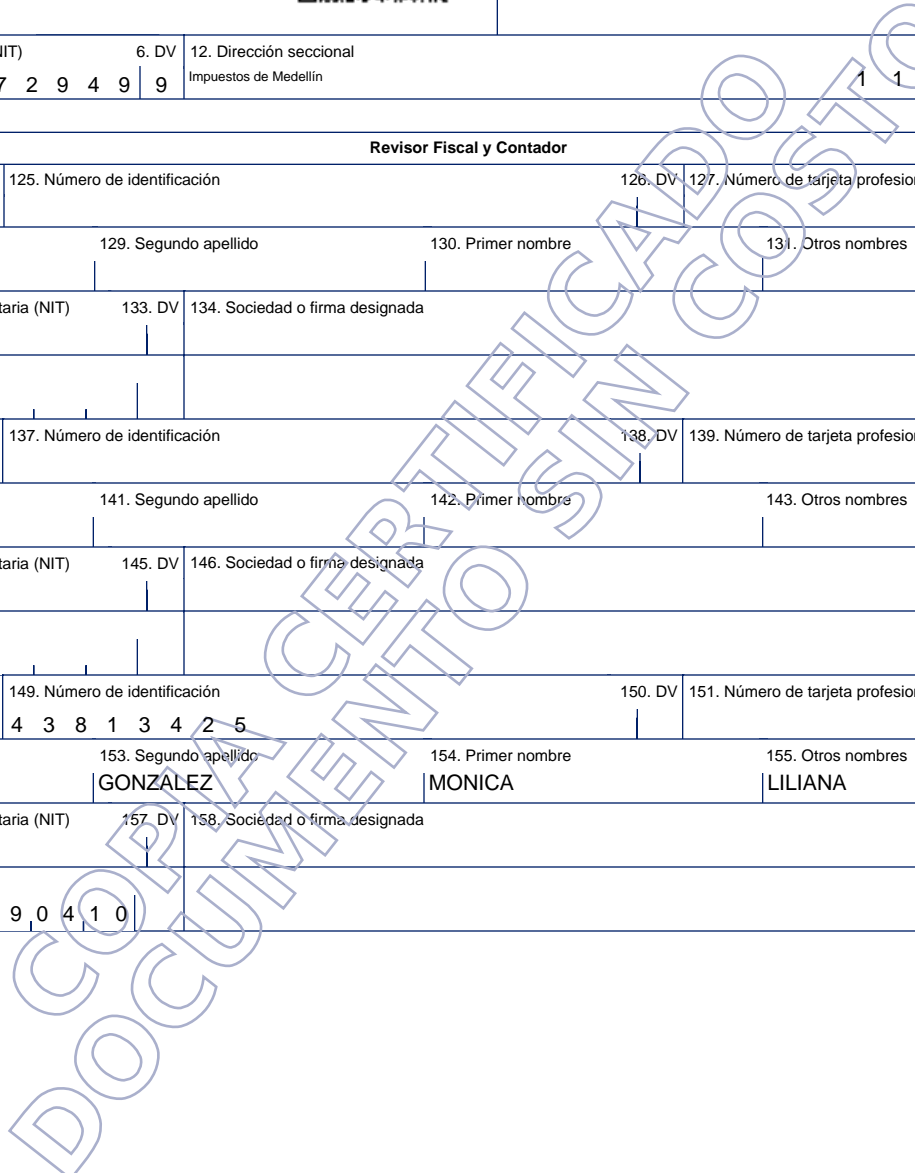 NIT) 6. DV 12. Dirección seccional
7 2 9 4 9 9 Impuestos de Medellín 1 1
Revisor Fiscal y Contador
125. Número de identificación 126. DV 127. Número de tarjeta profesion
129. Segundo apellido 130. Primer nombre 131. Otros nombres
taria (NIT) 133. DV 134. Sociedad o firma designada
137. Número de identificación 138. DV 139. Número de tarjeta profesion
141. Segundo apellido 142. Primer nombre 143. Otros nombres
taria (NIT) 145. DV 146. Sociedad o firma designada
149. Número de identificación 150. DV 151. Número de tarjeta profesion
4 3 8 1 3 4 2 5
153. Segundo apellido 154. Primer nombre 155. Otros nombres
GONZALEZ MONICA LILIANA
taria (NIT) 157. DV 158. Sociedad o firma designada
9 0 4 1 0
COPIA CERTIFICADO
DOCUMENTO SIN COSTO